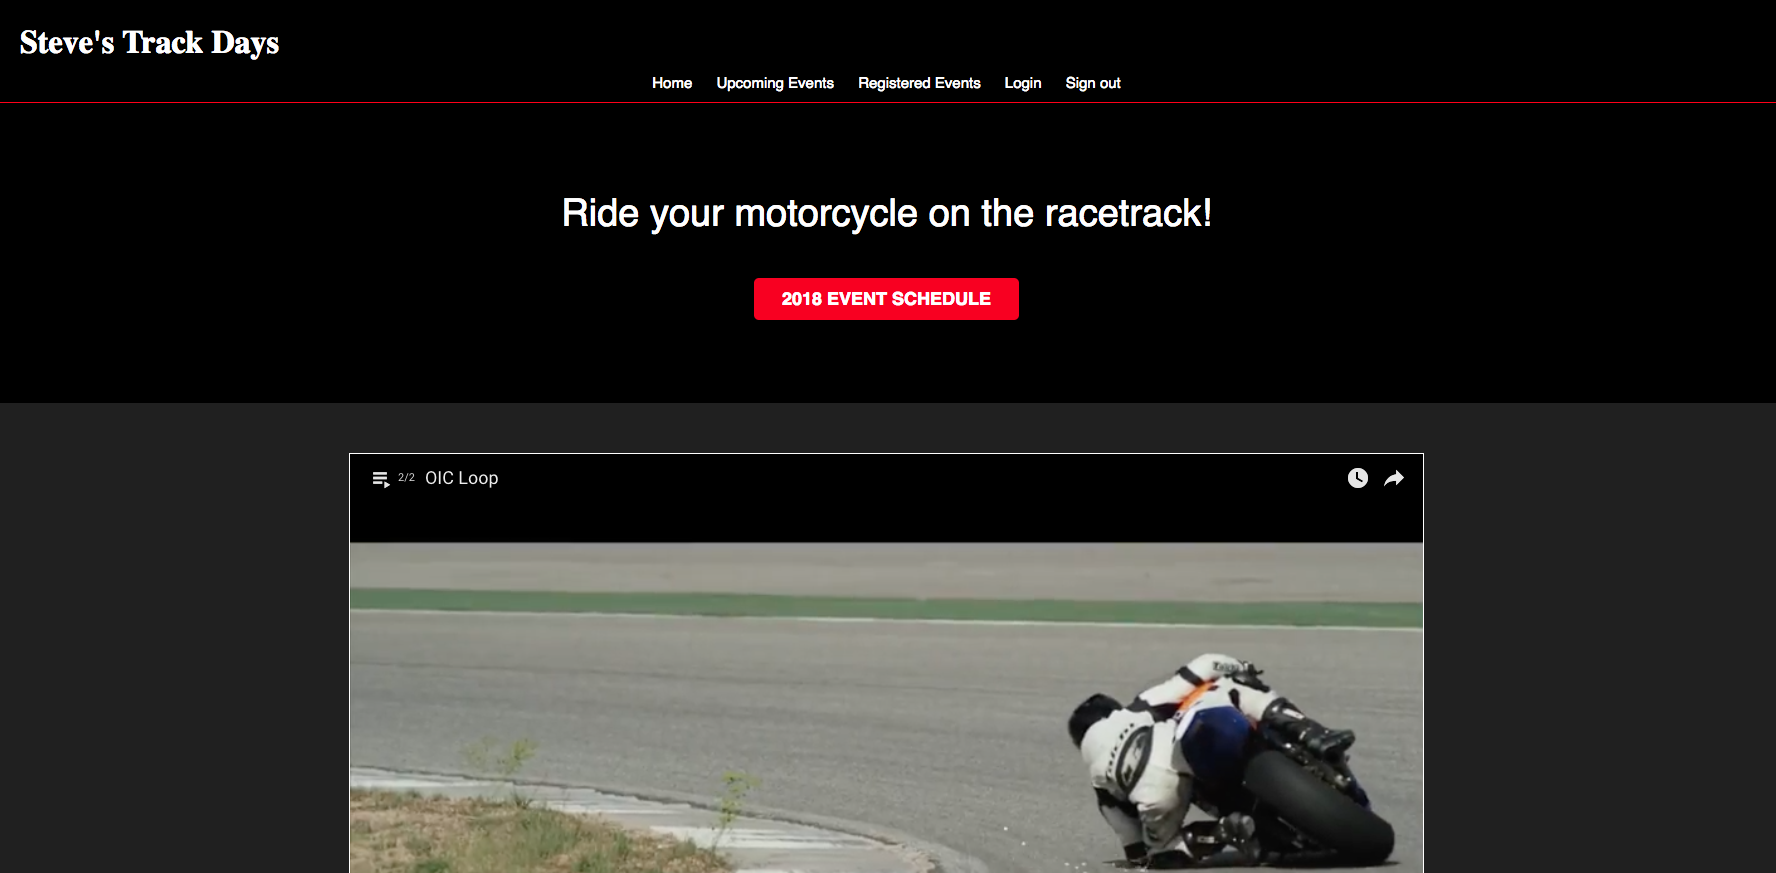 Steve's Track Days
Home Upcoming Events Registered Events Login Sign out
Ride your motorcycle on the racetrack!
2018 EVENT SCHEDULE
2/2 OIC Loop